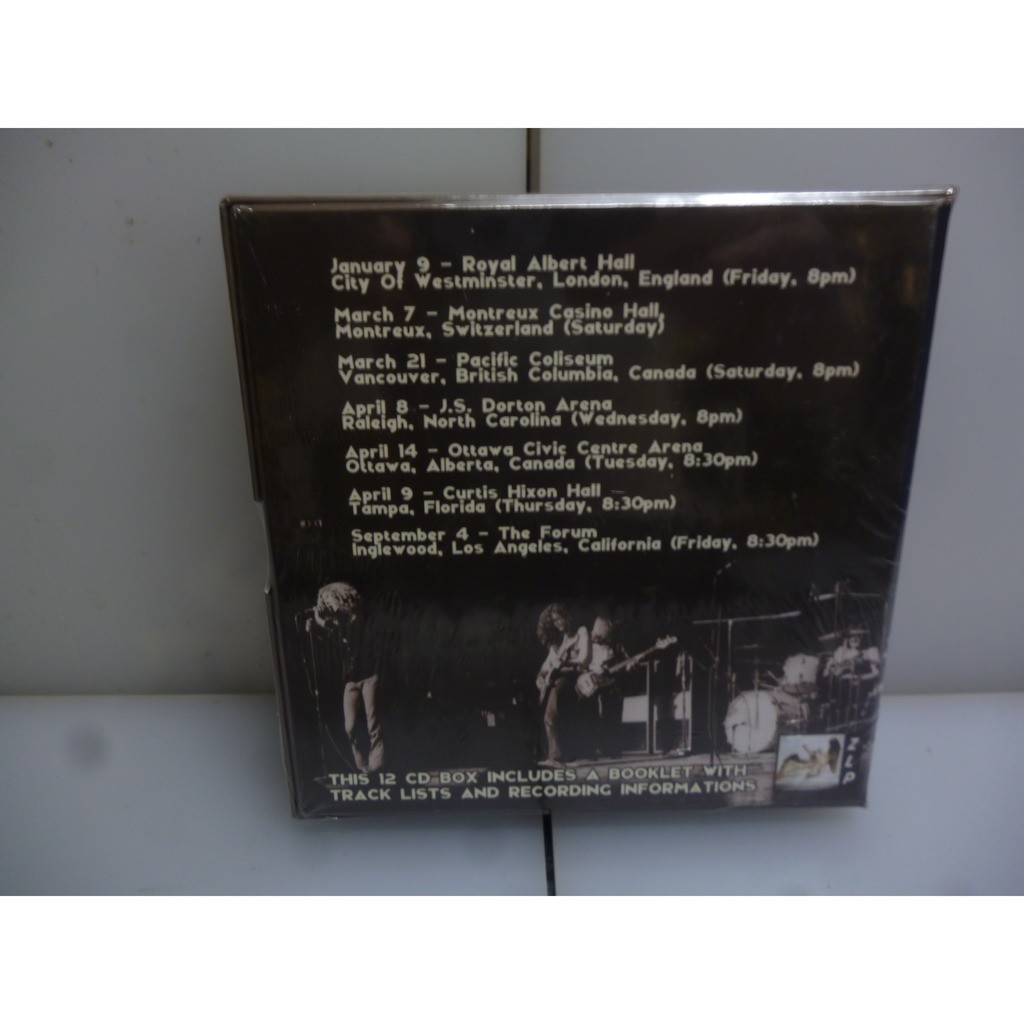 January 9 - Royal Albert Hall
City Of Westminster, London, England (Friday, 8pm)
March 7 - Montreux Casino Hall,
Montreux, Switzerland (Saturday)
March 21 - Pacific Coliseum
Vancouver, British Columbia, Canada (Saturday, 8pm)
April 8 - J.S. Dorton Arena
Raleigh, North Carolina (Wednesday, 8pm)
April 14 - Ottawa Civic Centre Arena
Ottawa, Alberta, Canada (Tuesday, 8:30pm)
April 9 - Curtis Hixon Hall
Tampa, Florida (Thursday, 8:30pm)
September 4 - The Forum
Inglewood, Los Angeles, California (Friday, 8:30pm)
THIS 12 CD BOX INCLUDES A BOOKLET WITH
TRACK LISTS AND RECORDING INFORMATIONS
ZLP